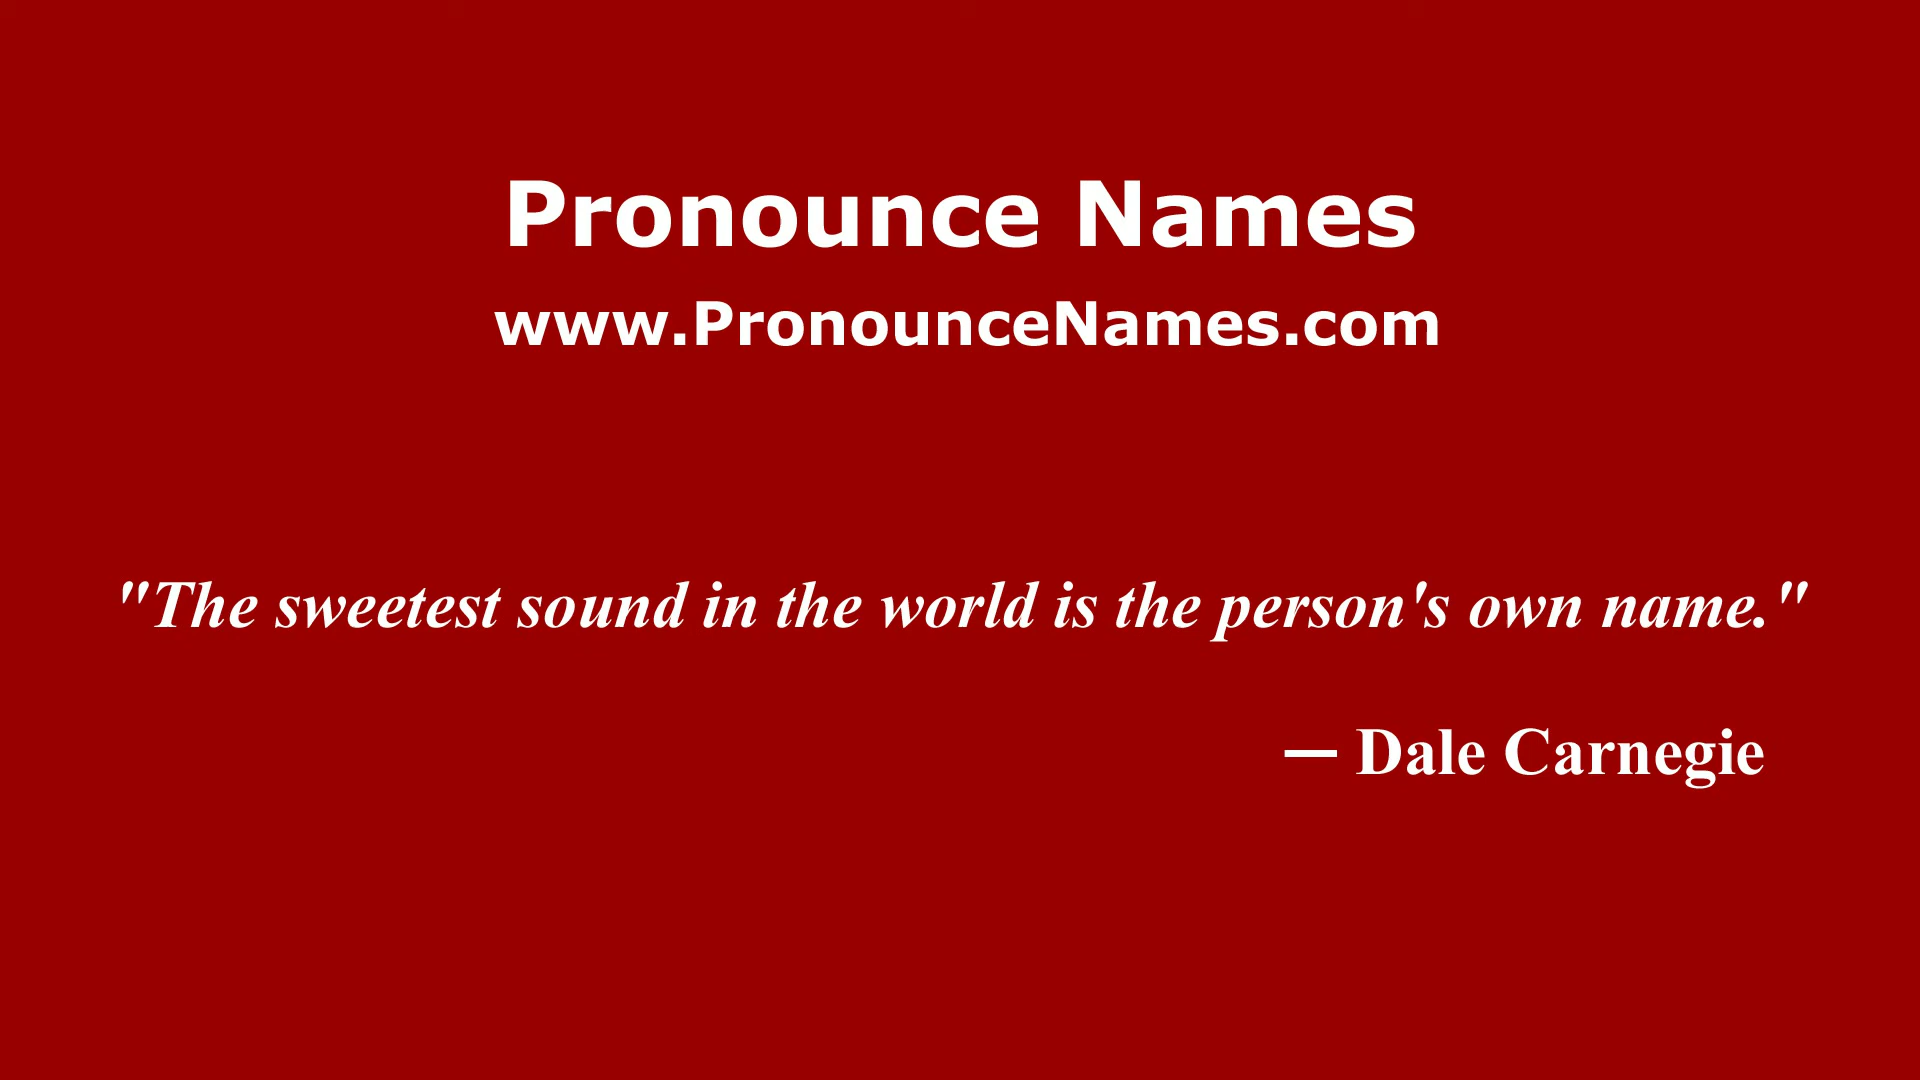 Pronounce Names
www.PronounceNames.com
"The sweetest sound in the world is the person's own name."
— Dale Carnegie